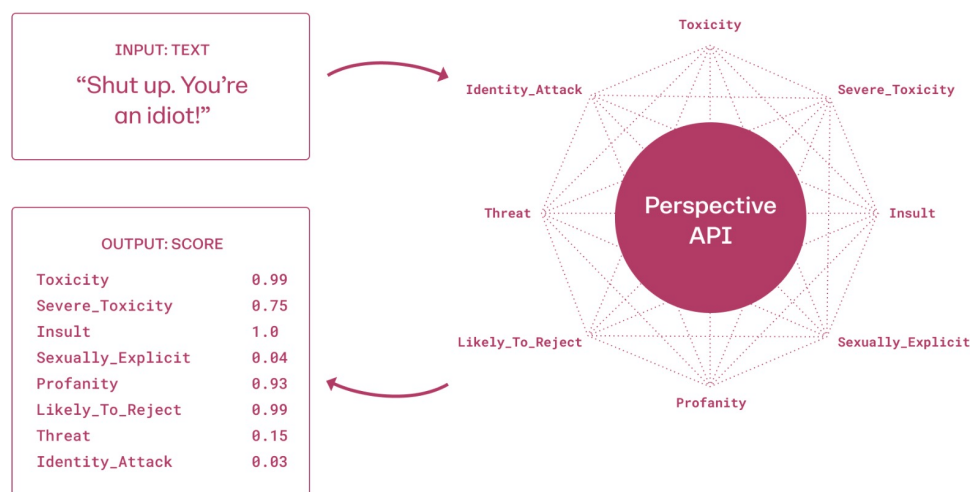 INPUT: TEXT
“Shut up. You’re
an idiot!”
OUTPUT: SCORE
Toxicity 0.99
Severe_Toxicity 0.75
Insult 1.0
Sexually_Explicit 0.04
Profanity 0.93
Likely_To_Reject 0.99
Threat 0.15
Identity_Attack 0.03
Toxicity
Identity_Attack
Severe_Toxicity
Threat
Perspective
API
Insult
Likely_To_Reject
Sexually_Explicit
Profanity